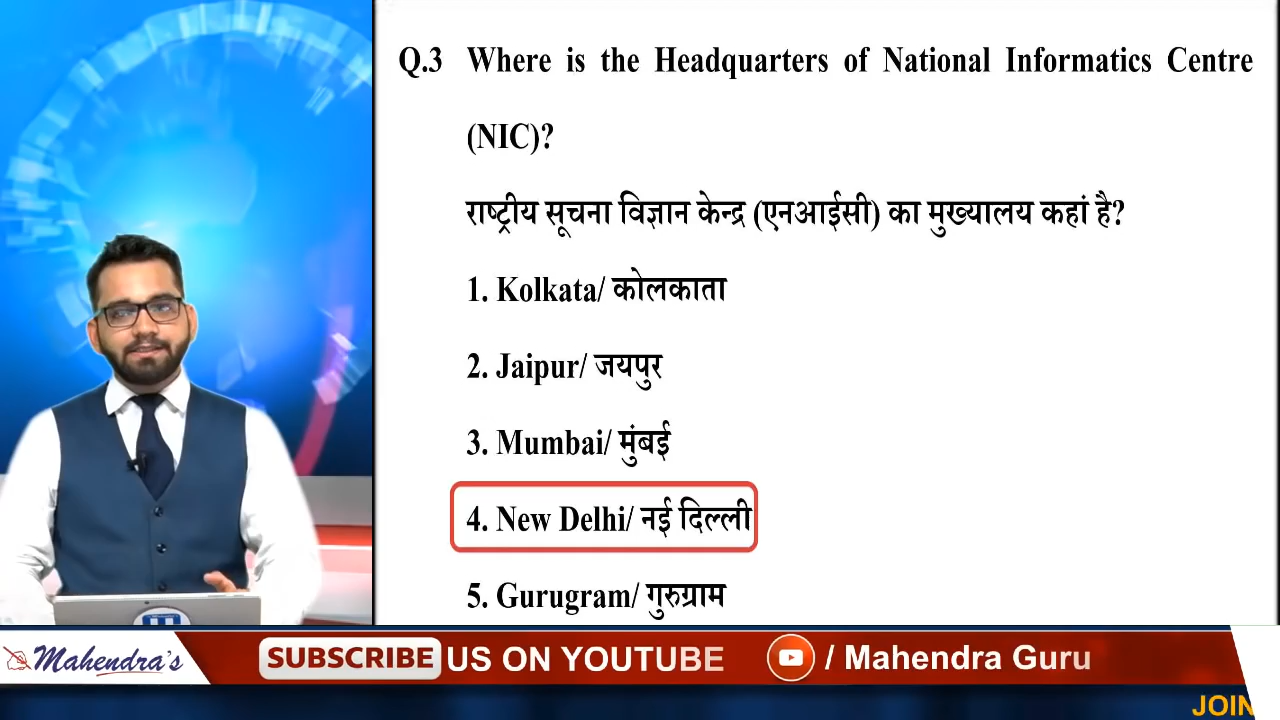 Q.3 Where is the Headquarters of National Informatics Centre
(NIC)?
राष्ट्रीय सूचना विज्ञान केन्द्र (एनआईसी) का मुख्यालय कहां है?
1. Kolkata/ कोलकाता
2. Jaipur/ जयपुर
3. Mumbai/ मुंबई
4. New Delhi/ नई दिल्ली
5. Gurugram/ गुरुग्राम
Mahendra's SUBSCRIBE US ON YOUTUBE / Mahendra Guru
JOIN